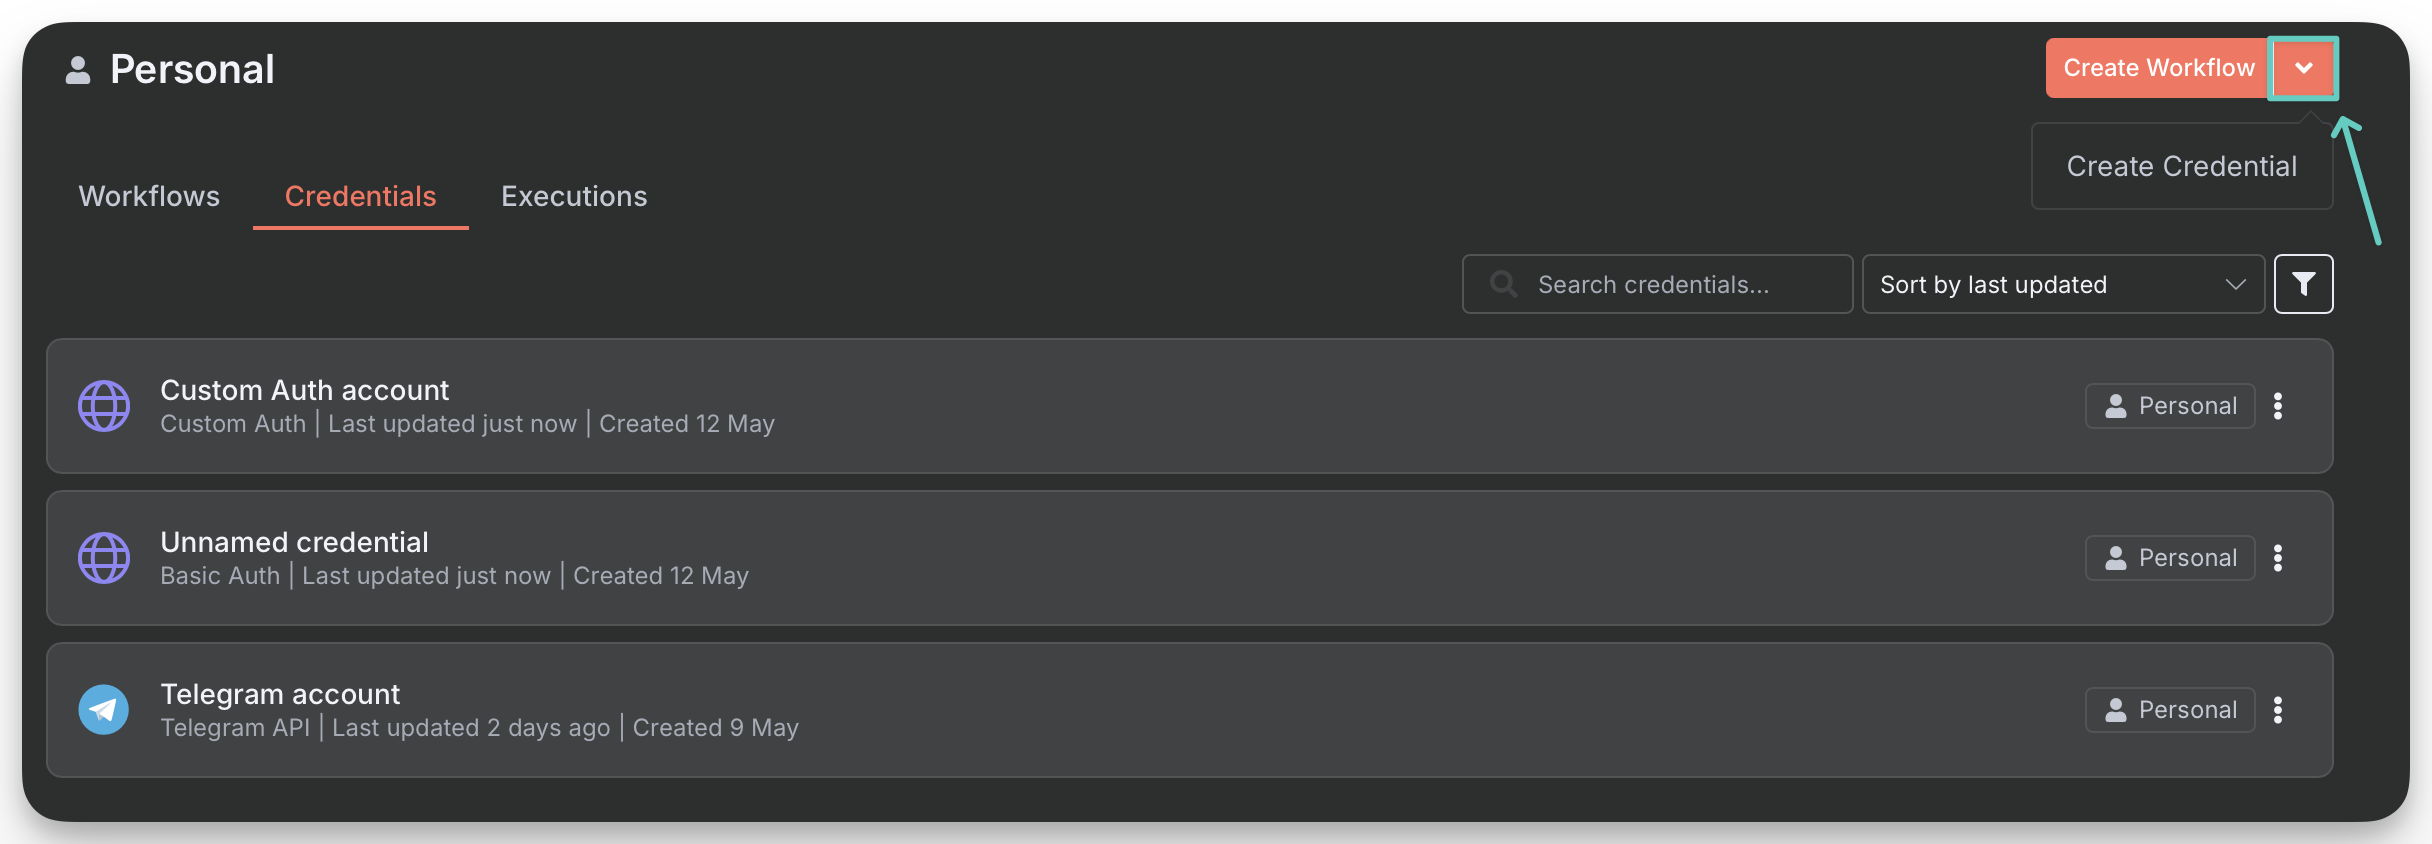 Personal
Create Workflow
Create Credential
Workflows
Credentials
Executions
Search credentials...
Sort by last updated
Custom Auth account
Custom Auth | Last updated just now | Created 12 May
Personal
Unnamed credential
Basic Auth | Last updated just now | Created 12 May
Personal
Telegram account
Telegram API | Last updated 2 days ago | Created 9 May
Personal